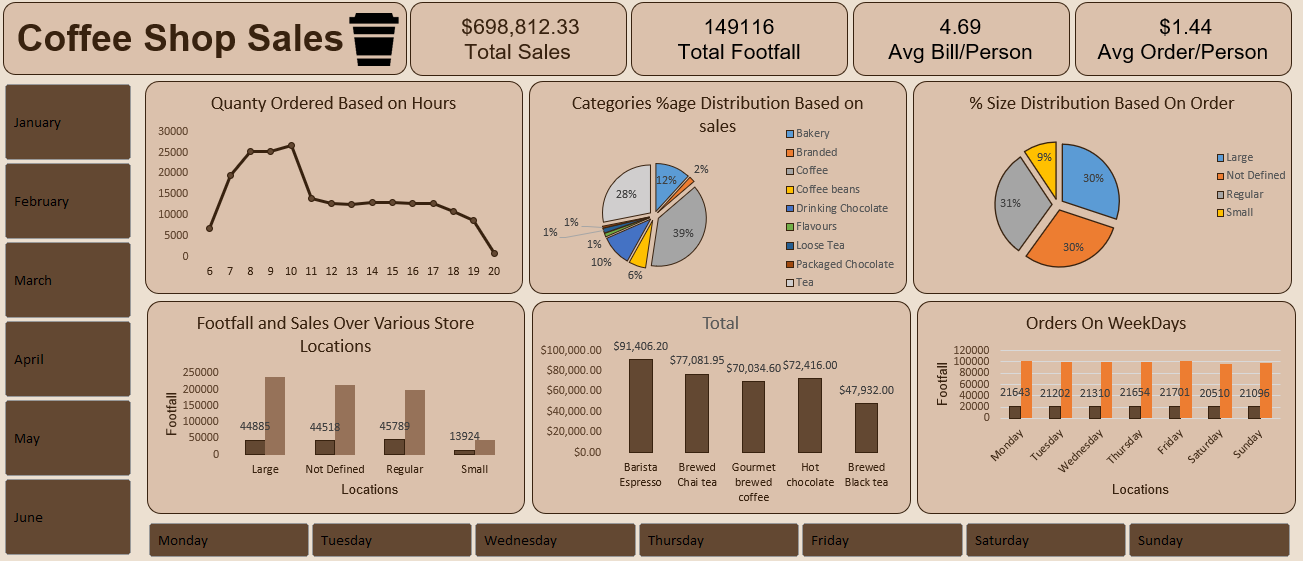 Coffee Shop Sales
$698,812.33
Total Sales
149116
Total Footfall
4.69
Avg Bill/Person
$1.44
Avg Order/Person
January
February
March
April
May
June
Quanty Ordered Based on Hours
30000
25000
20000
15000
10000
5000
0
6 7 8 9 10 11 12 13 14 15 16 17 18 19 20
Categories %age Distribution Based on
sales
12%
2%
39%
6%
10%
1%
1%
1%
28%
Bakery
Branded
Coffee
Coffee beans
Drinking Chocolate
Flavours
Loose Tea
Packaged Chocolate
Tea
% Size Distribution Based On Order
9%
30%
31%
30%
Large
Not Defined
Regular
Small
Footfall and Sales Over Various Store
Locations
Footfall
250000
200000
150000
100000
50000
0
44885
44518
45789
13924
Large Not Defined Regular Small
Locations
Total
$100,000.00
$80,000.00
$60,000.00
$40,000.00
$20,000.00
$0.00
$91,406.20
$77,081.95
$70,034.60
$72,416.00
$47,932.00
Barista
Espresso
Brewed
Chai tea
Gourmet
brewed
coffee
Hot
chocolate
Brewed
Black tea
Orders On WeekDays
Footfall
120000
100000
80000
60000
40000
20000
0
21643 21202 21310 21654 21701 20510 21096
Monday
Tuesday
Wednesday
Thursday
Friday
Saturday
Sunday
Locations
Monday
Tuesday
Wednesday
Thursday
Friday
Saturday
Sunday